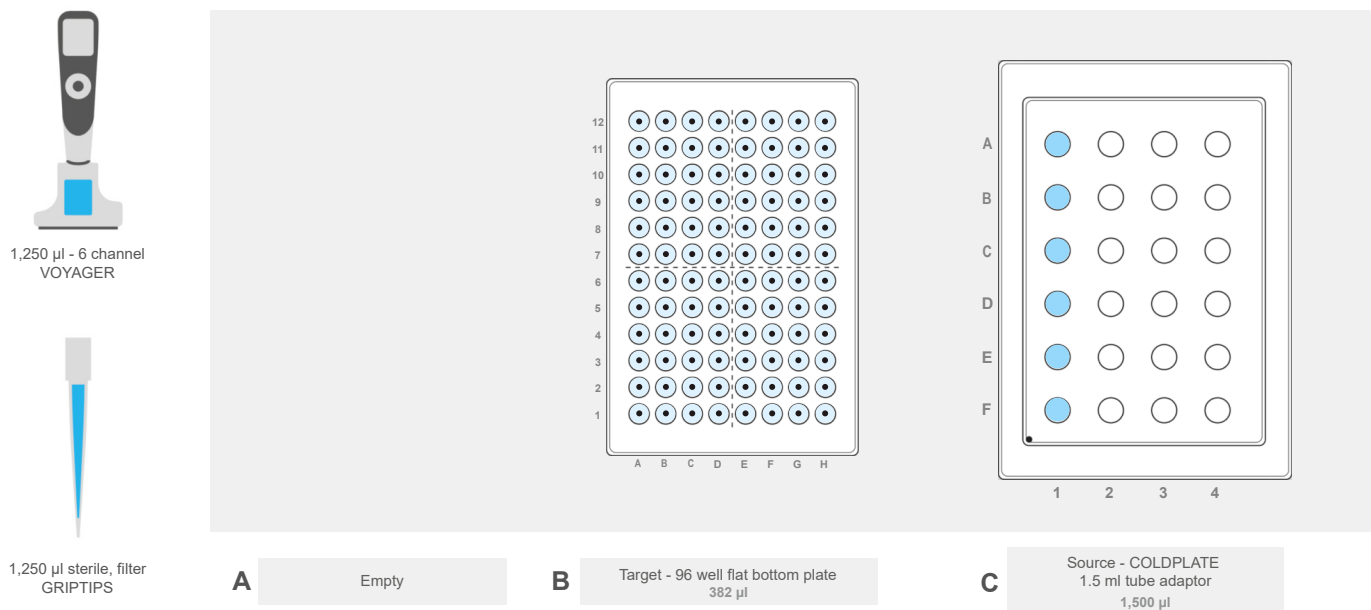 1,250 µl - 6 channel
VOYAGER
1,250 µl sterile, filter
GRIPTIPS
12
11
10
9
8
7
6
5
4
3
2
1
A B C D E F G H
A
B
C
D
E
F
1 2 3 4
A
Empty
B
Target - 96 well flat bottom plate
382 µl
C
Source - COLDPLATE
1.5 ml tube adaptor
1,500 µl